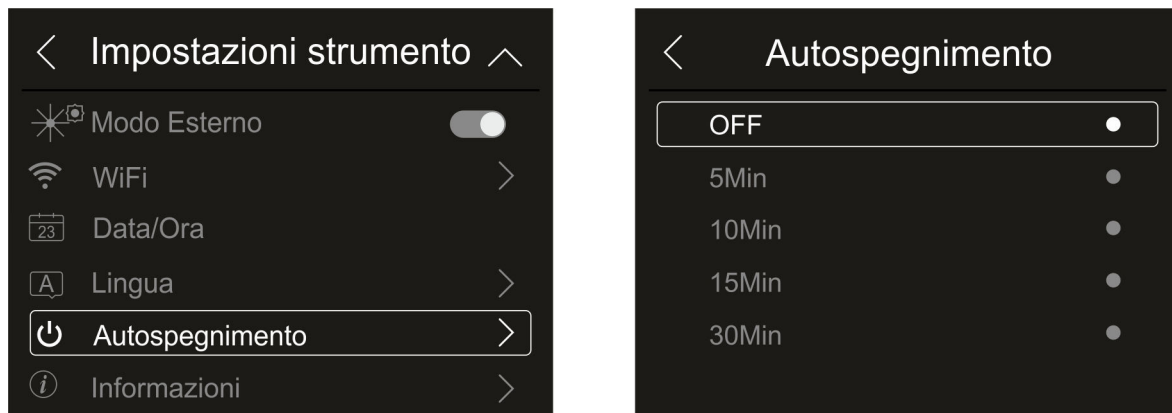 Impostazioni strumento
Modo Esterno
WiFi
23 Data/Ora
A Lingua
Autospegnimento
i Informazioni
Autospegnimento
OFF
5Min
10Min
15Min
30Min